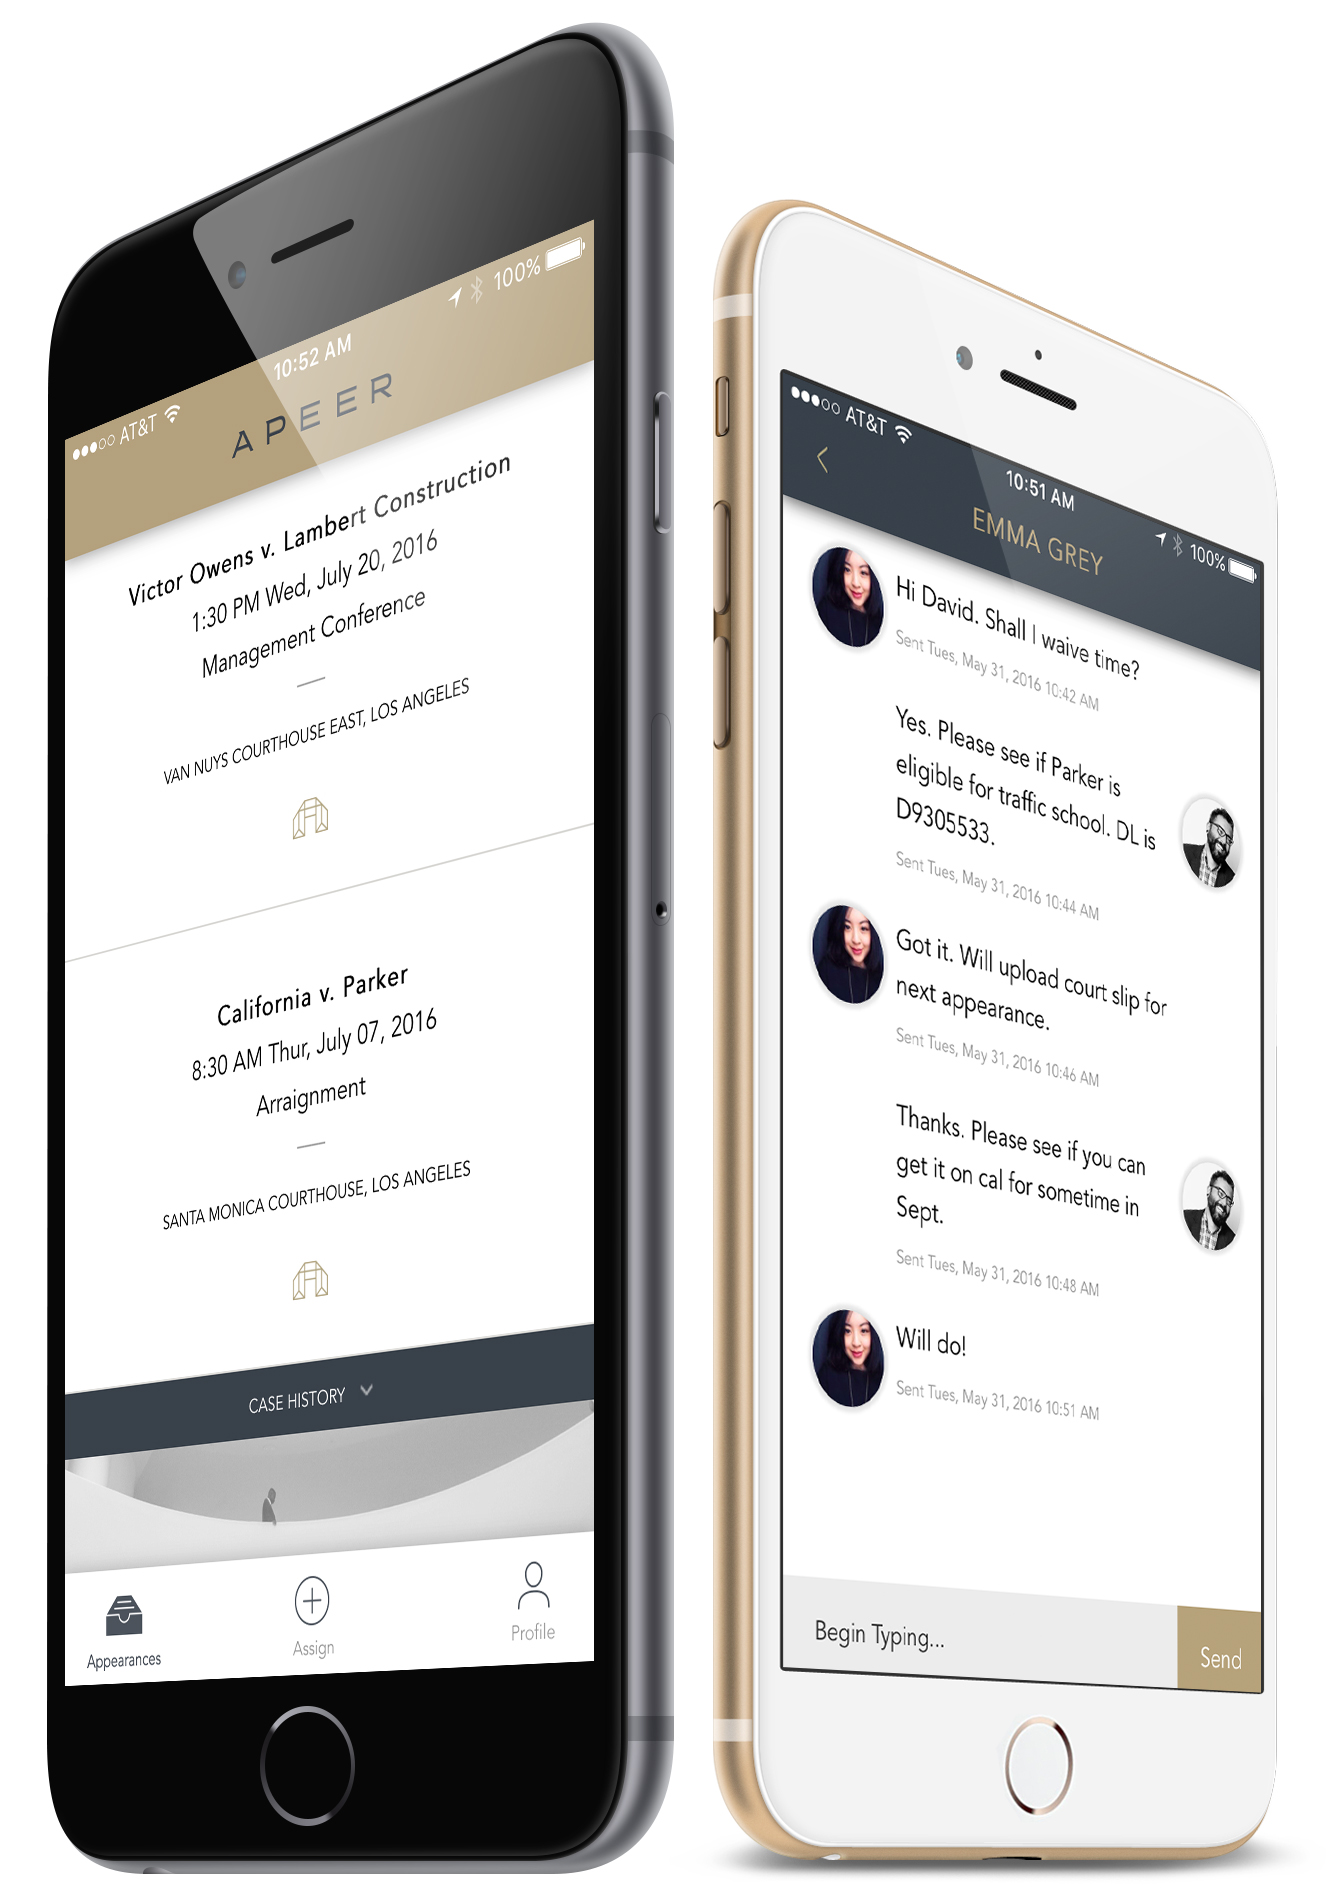 AT&T 10:52 AM 100%
APEER
Victor Owens v. Lambert Construction
1:30 PM Wed, July 20, 2016
Management Conference
VAN NUYS COURTHOUSE EAST, LOS ANGELES
California v. Parker
8:30 AM Thur, July 07, 2016
Arraignment
SANTA MONICA COURTHOUSE, LOS ANGELES
CASE HISTORY
Appearances Assign Profile
AT&T 10:51 AM 100%
EMMA GREY
Hi David. Shall I waive time?
Sent Tues, May 31, 2016 10:42 AM
Yes. Please see if Parker is
eligible for traffic school. DL is
D9305533.
Sent Tues, May 31, 2016 10:44 AM
Got it. Will upload court slip for
next appearance.
Sent Tues, May 31, 2016 10:46 AM
Thanks. Please see if you can
get it on cal for sometime in
Sept.
Sent Tues, May 31, 2016 10:48 AM
Will do!
Sent Tues, May 31, 2016 10:51 AM
Begin Typing... Send